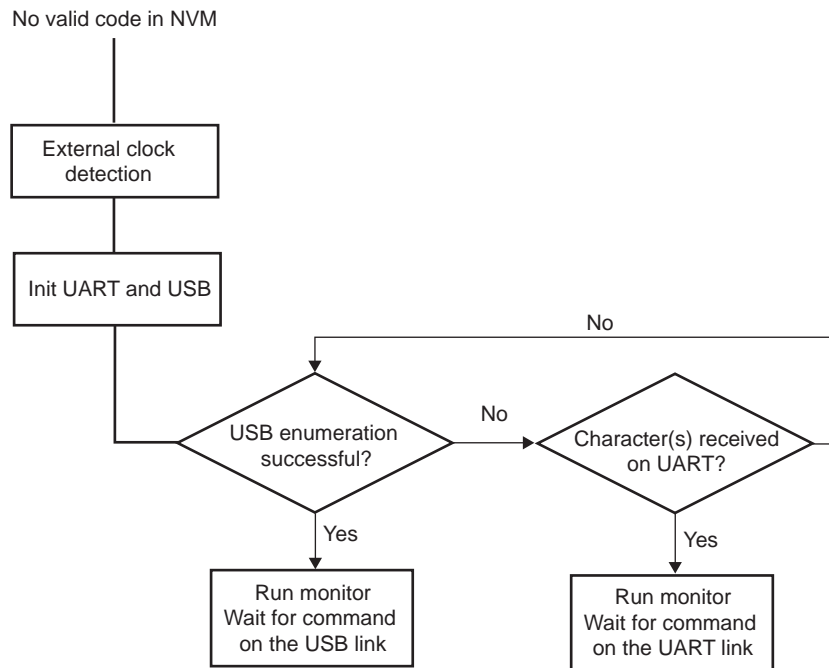 No valid code in NVM
External clock
detection
Init UART and USB
No
USB enumeration
successful?
No
Character(s) received
on UART?
Yes
Yes
Run monitor
Wait for command
on the USB link
Run monitor
Wait for command
on the UART link